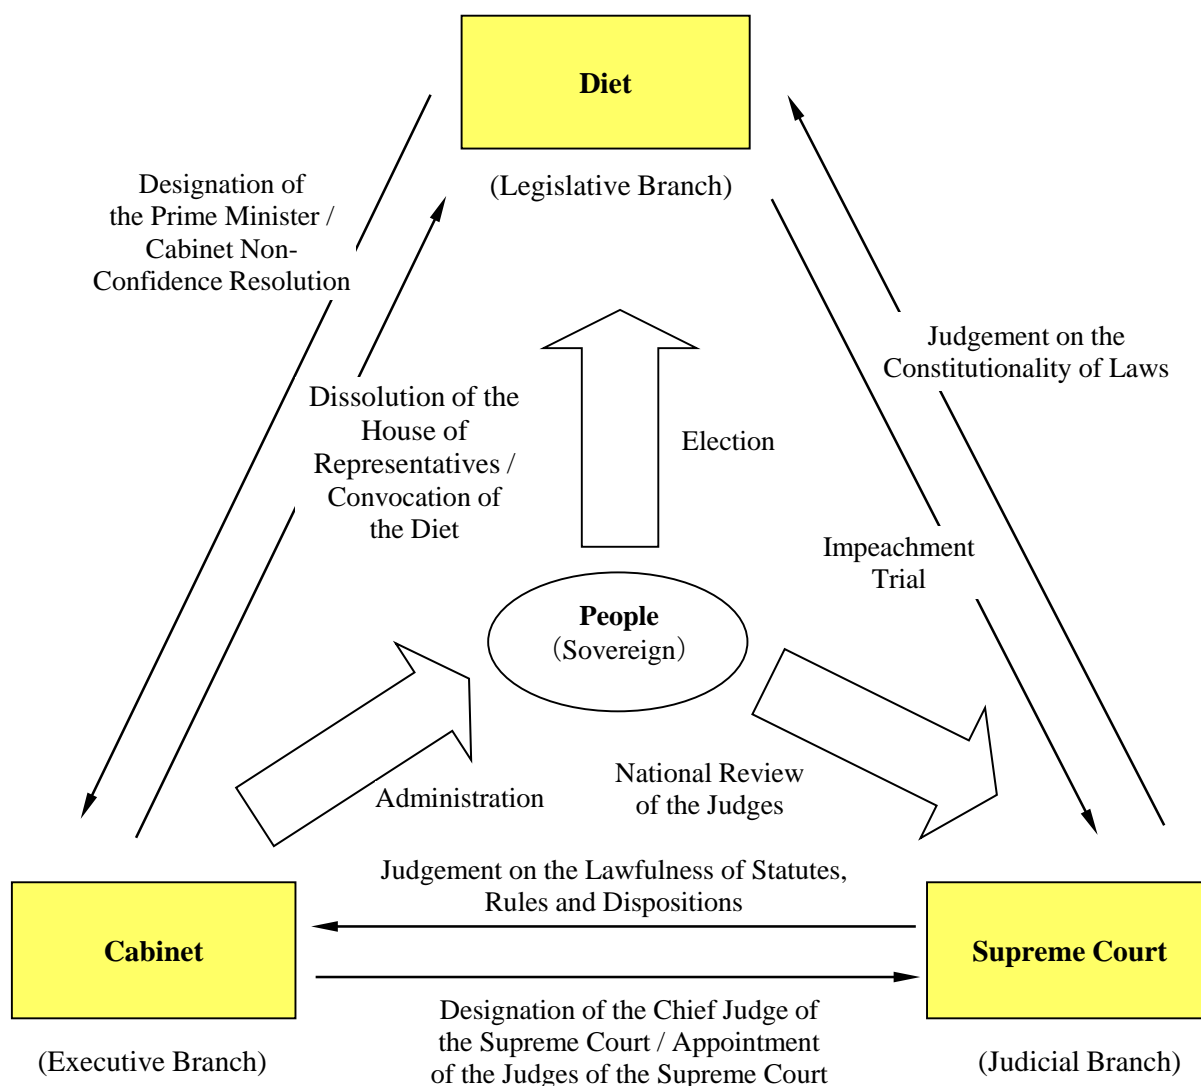 Diet
(Legislative Branch)
Designation of
the Prime Minister /
Cabinet Non-
Confidence Resolution
Judgement on the
Constitutionality of Laws
Dissolution of the
House of
Representatives /
Convocation of
the Diet
Election
Impeachment
Trial
People
（Sovereign）
Administration
National Review
of the Judges
Judgement on the Lawfulness of Statutes,
Rules and Dispositions
Cabinet
Supreme Court
Designation of the Chief Judge of
the Supreme Court / Appointment
of the Judges of the Supreme Court
(Executive Branch)
(Judicial Branch)